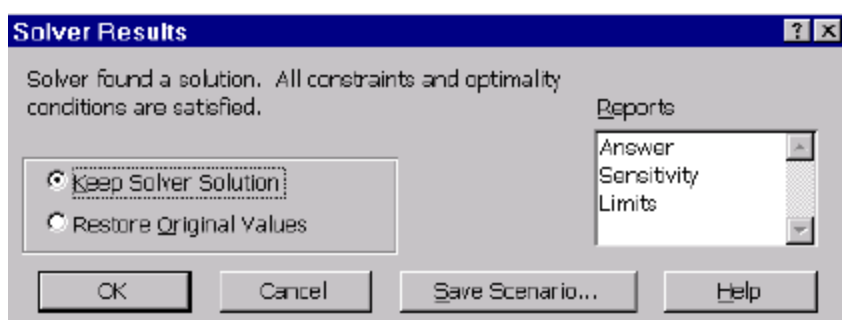 Solver Results
Solver found a solution. All constraints and optimality
conditions are satisfied.
Reports
Answer
Sensitivity
Limits
Keep Solver Solution
Restore Original Values
OK Cancel Save Scenario... Help